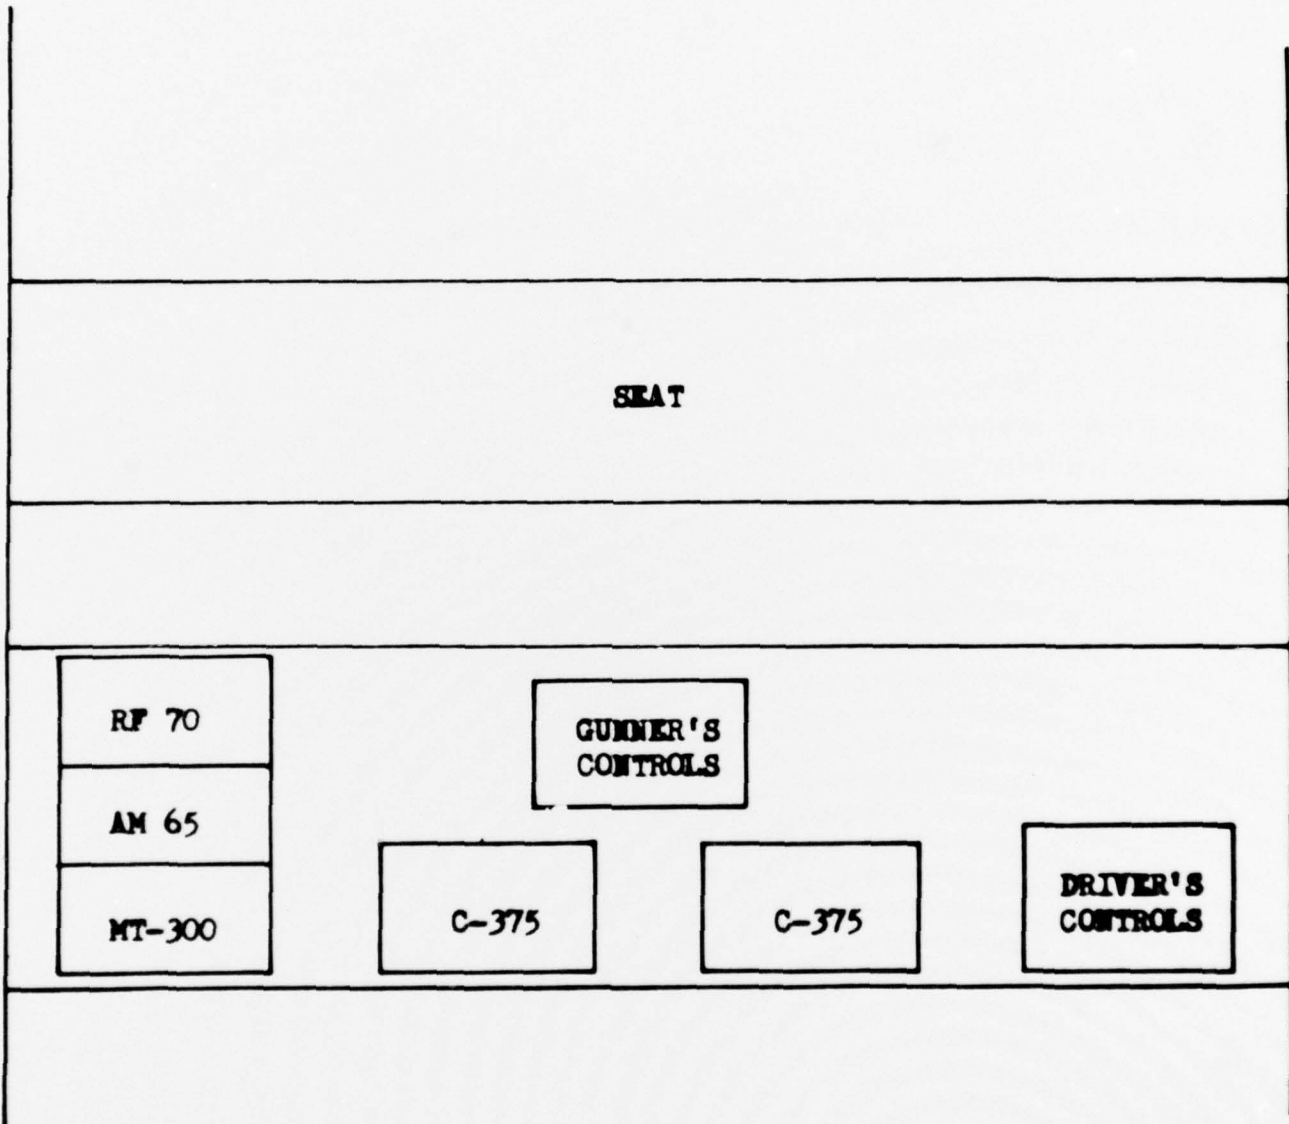 SEAT
RF 70
AM 65
MT-300
GUNNER'S
CONTROLS
C-375
C-375
DRIVER'S
CONTROLS